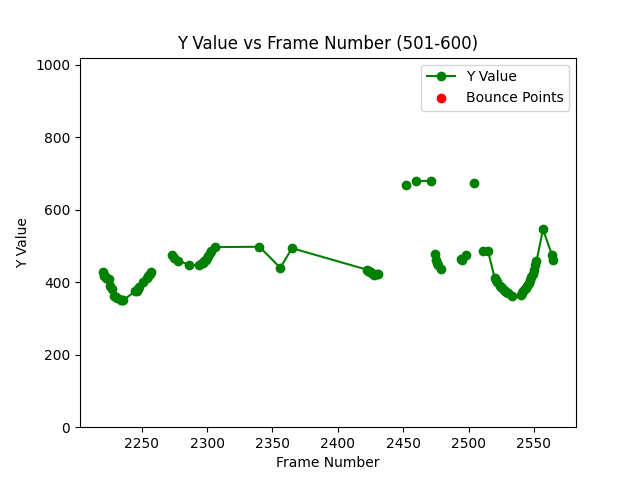 Y Value vs Frame Number (501-600)
Y Value
Bounce Points
1000
800
600
400
200
0
Y Value
2250 2300 2350 2400 2450 2500 2550
Frame Number